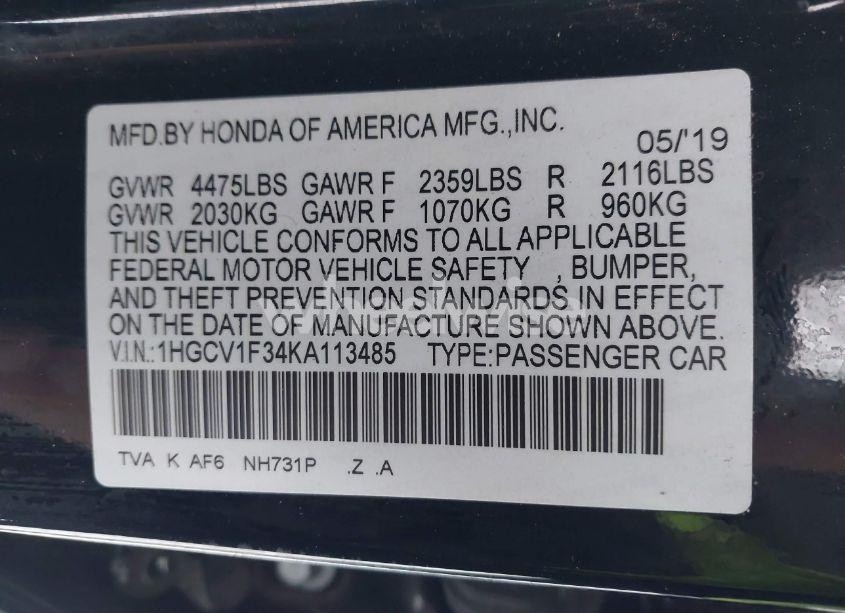 MFD.BY HONDA OF AMERICA MFG.,INC.
05/'19
GVWR 4475LBS GAWR F 2359LBS R 2116LBS
GVWR 2030KG GAWR F 1070KG R 960KG
THIS VEHICLE CONFORMS TO ALL APPLICABLE
FEDERAL MOTOR VEHICLE SAFETY , BUMPER,
AND THEFT PREVENTION STANDARDS IN EFFECT
ON THE DATE OF MANUFACTURE SHOWN ABOVE.
V.I.N.:1HGCV1F34KA113485 TYPE:PASSENGER CAR
TVA K AF6 NH731P .Z .A